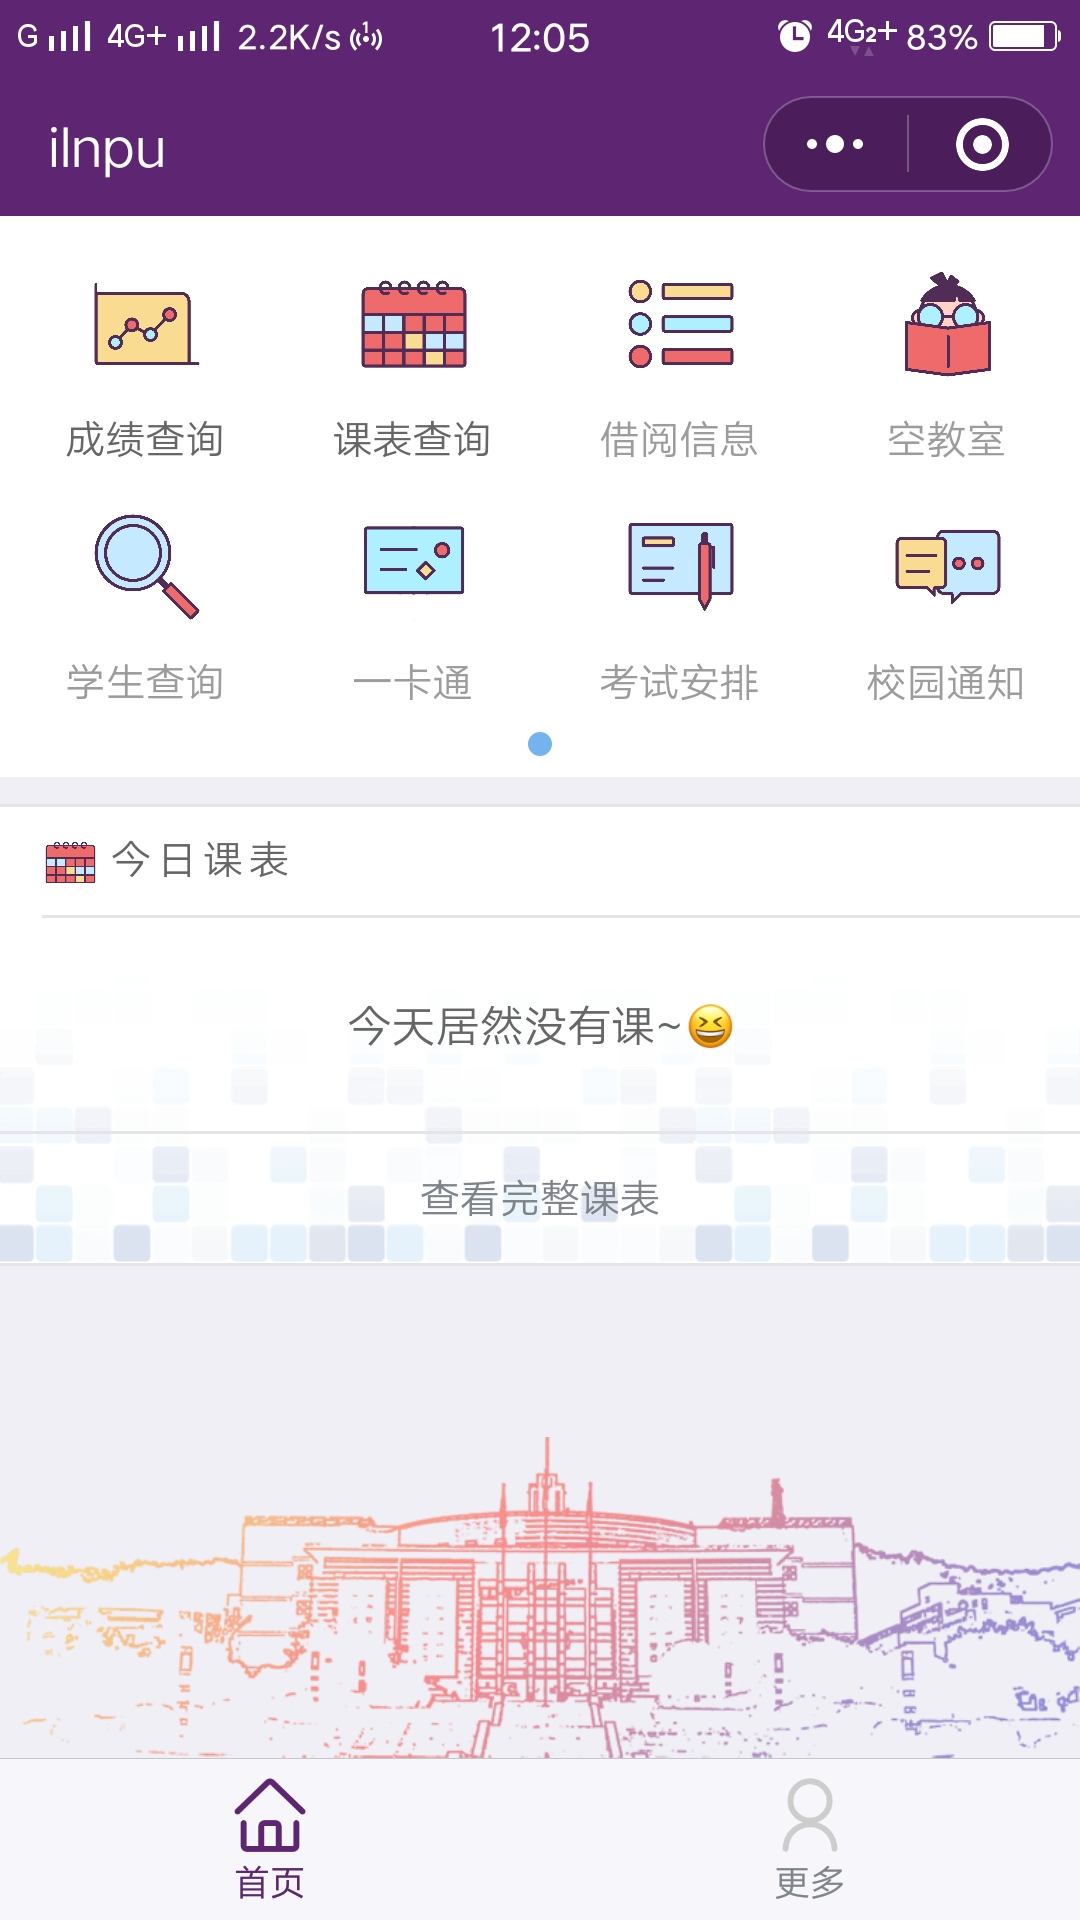 G 4G+ 2.2K/s 12:05 4G2+ 83%
ilnpu
成绩查询 课表查询 借阅信息 空教室
学生查询 一卡通 考试安排 校园通知
今日课表
今天居然没有课~😆
查看完整课表
首页 更多